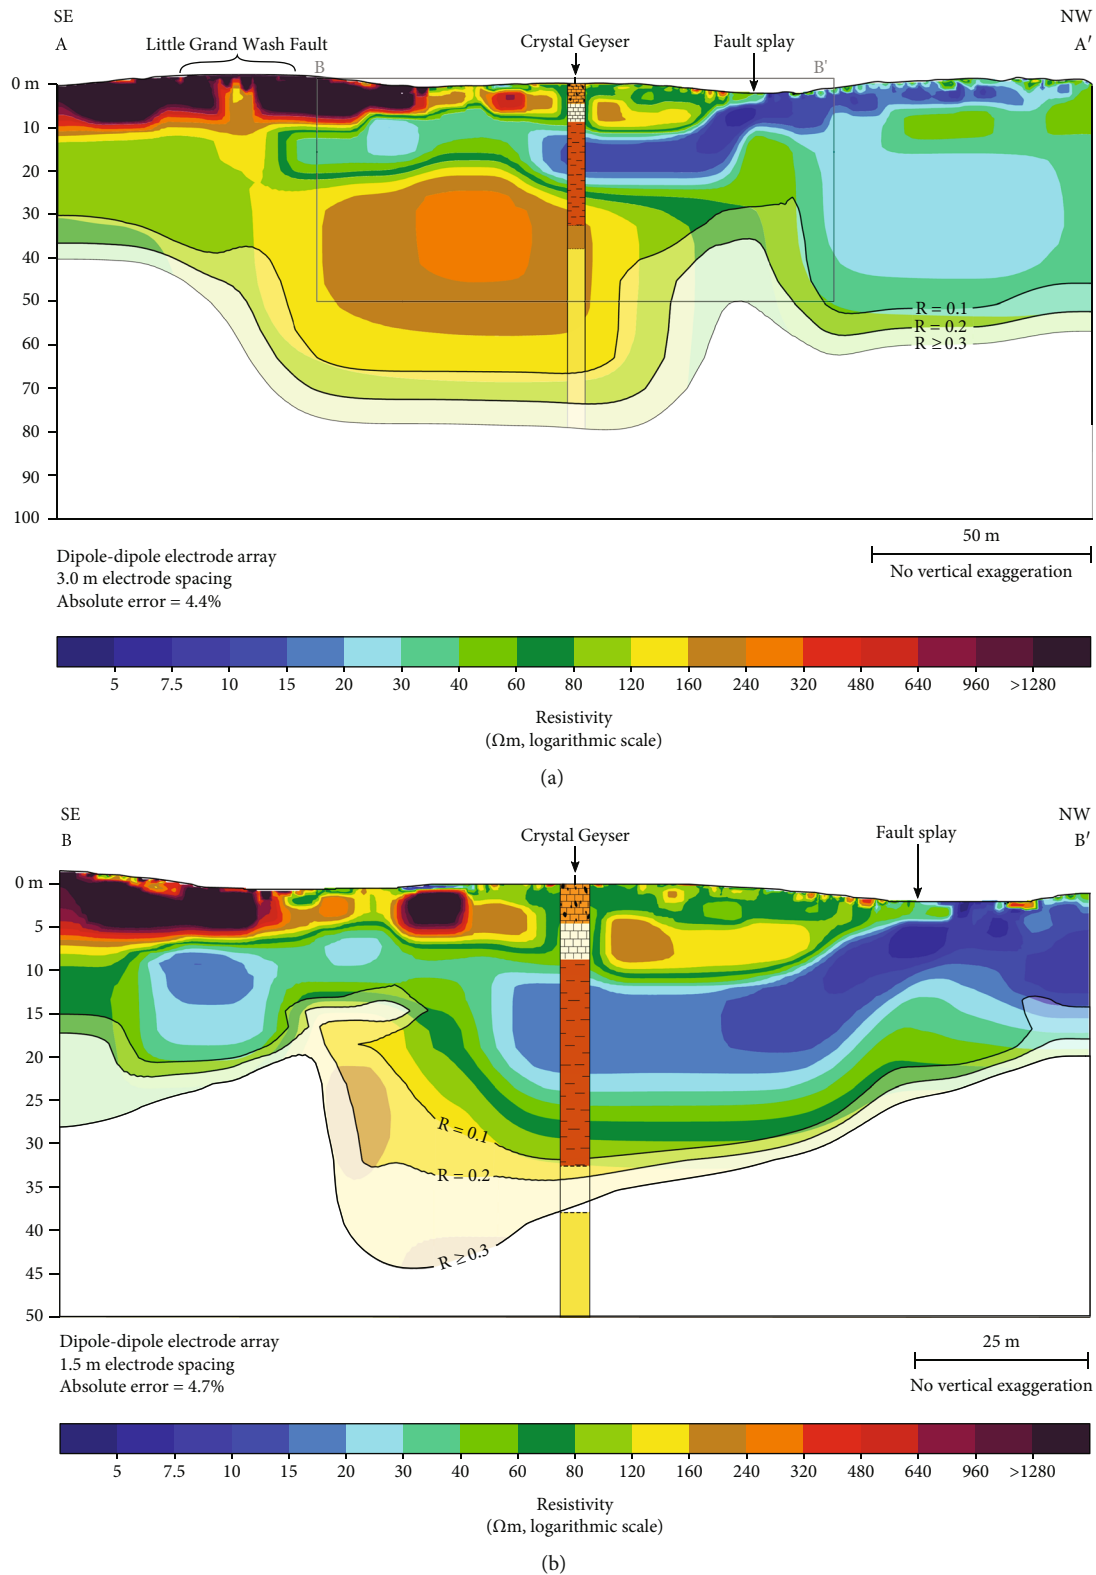 SE
NW
A
Little Grand Wash Fault
Crystal Geyser
Fault splay
A′
B
B′
0 m
10
20
30
40
50
60
70
80
90
100
R = 0.1
R = 0.2
R ≥ 0.3
50 m
No vertical exaggeration
Dipole-dipole electrode array
3.0 m electrode spacing
Absolute error = 4.4%
5 7.5 10 15 20 30 40 60 80 120 160 240 320 480 640 960 >1280
Resistivity
(Ωm, logarithmic scale)
(a)
SE
NW
B
Crystal Geyser
Fault splay
B′
0 m
5
10
15
20
25
30
35
40
45
50
R = 0.1
R = 0.2
R ≥ 0.3
Dipole-dipole electrode array
1.5 m electrode spacing
Absolute error = 4.7%
25 m
No vertical exaggeration
5 7.5 10 15 20 30 40 60 80 120 160 240 320 480 640 960 >1280
Resistivity
(Ωm, logarithmic scale)
(b)